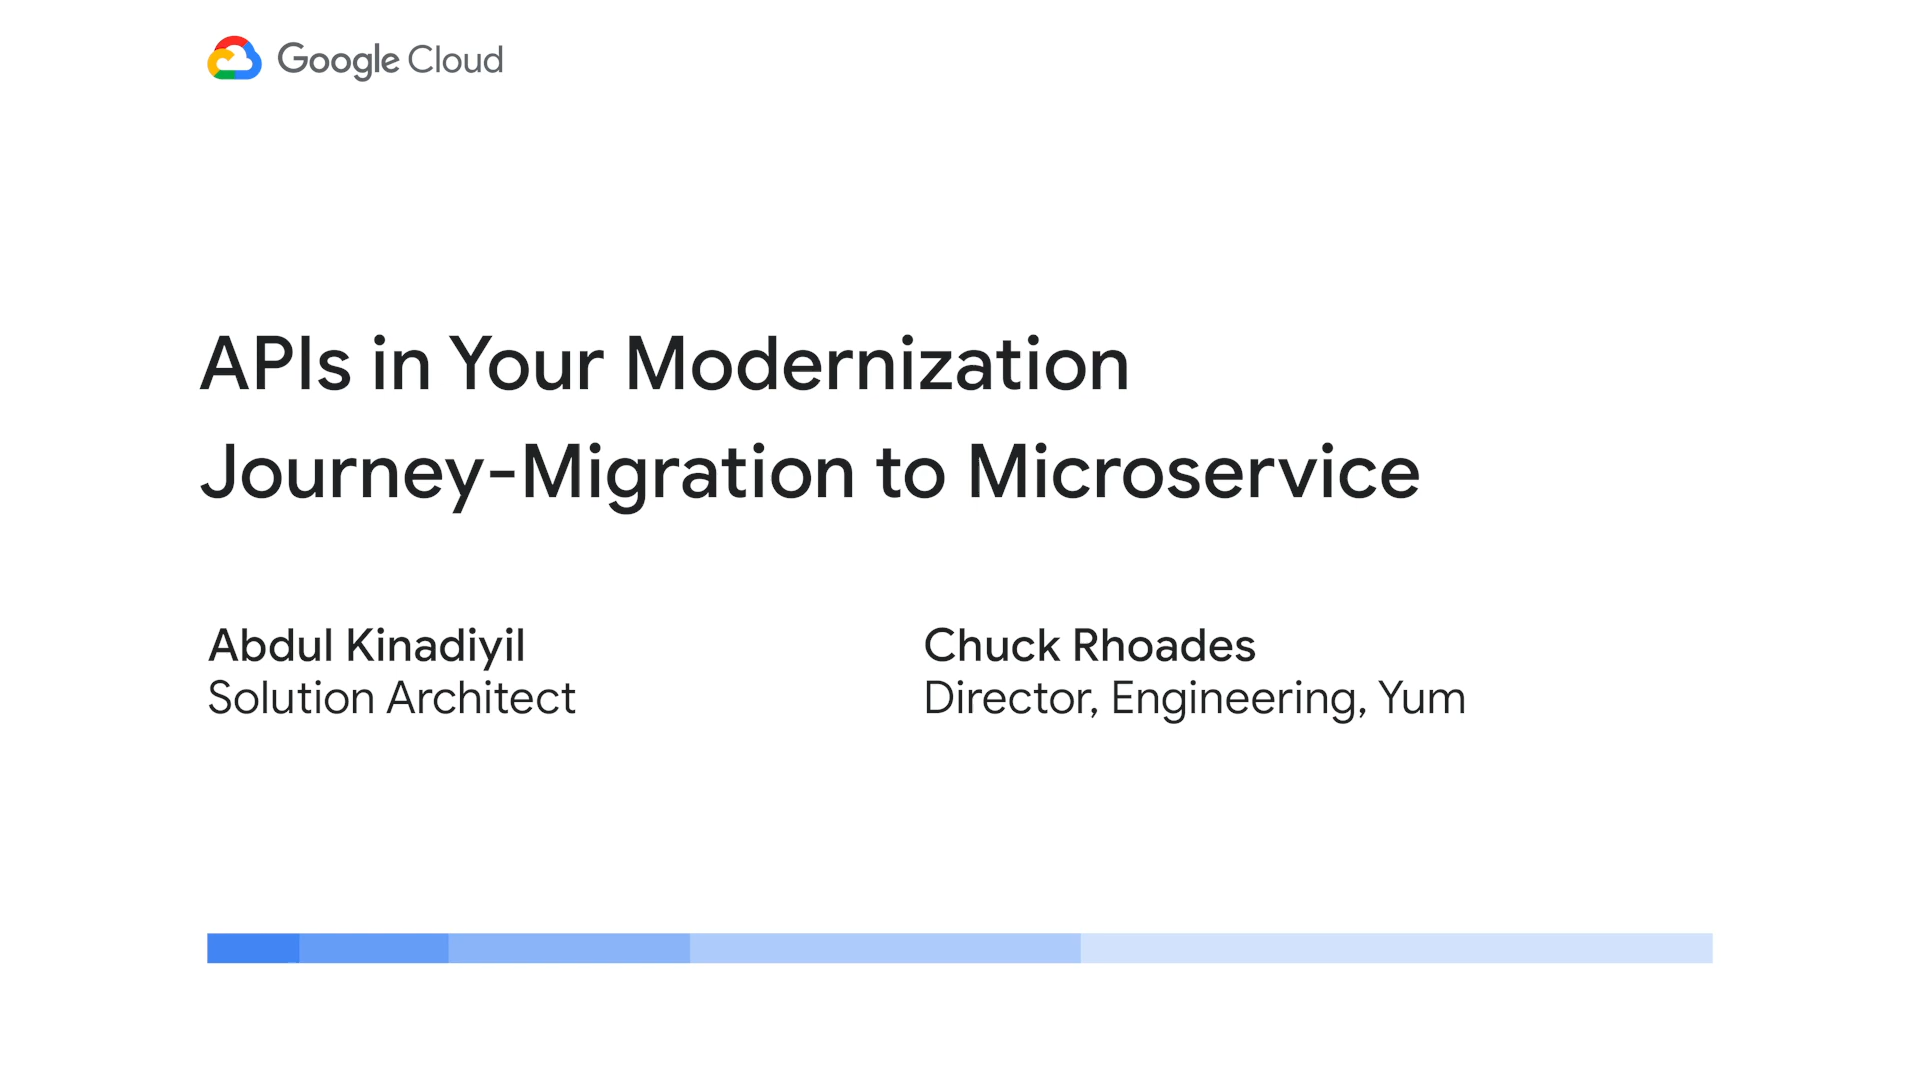 Google Cloud
APIs in Your Modernization
Journey-Migration to Microservice
Abdul Kinadiyil
Solution Architect
Chuck Rhoades
Director, Engineering, Yum